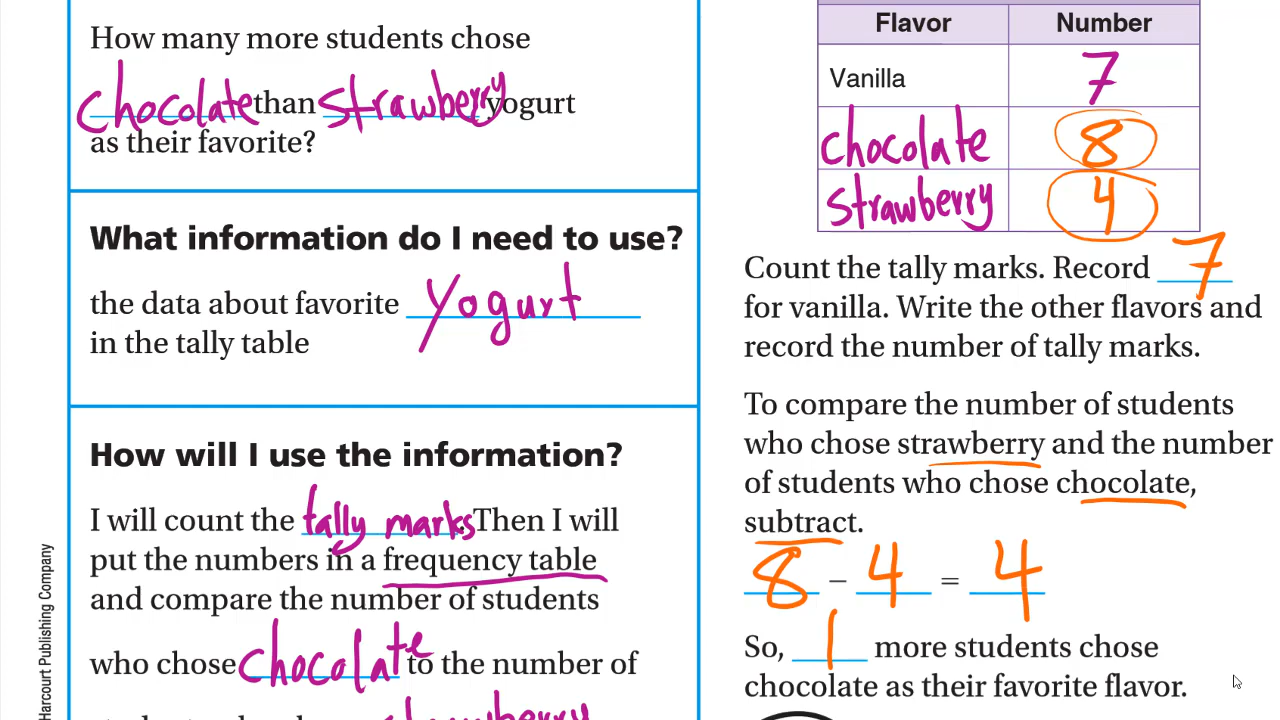 How many more students chose
chocolate than strawberry yogurt
as their favorite?
What information do I need to use?
the data about favorite yogurt
in the tally table
How will I use the information?
I will count the tally marks. Then I will
put the numbers in a frequency table
and compare the number of students
who chose chocolate to the number of
strawberry
Harcourt Publishing Company
Flavor Number
Vanilla 7
chocolate 8
strawberry 4
Count the tally marks. Record 7
for vanilla. Write the other flavors and
record the number of tally marks.
To compare the number of students
who chose strawberry and the number
of students who chose chocolate,
subtract.
8 – 4 = 4
So, 1 more students chose
chocolate as their favorite flavor.